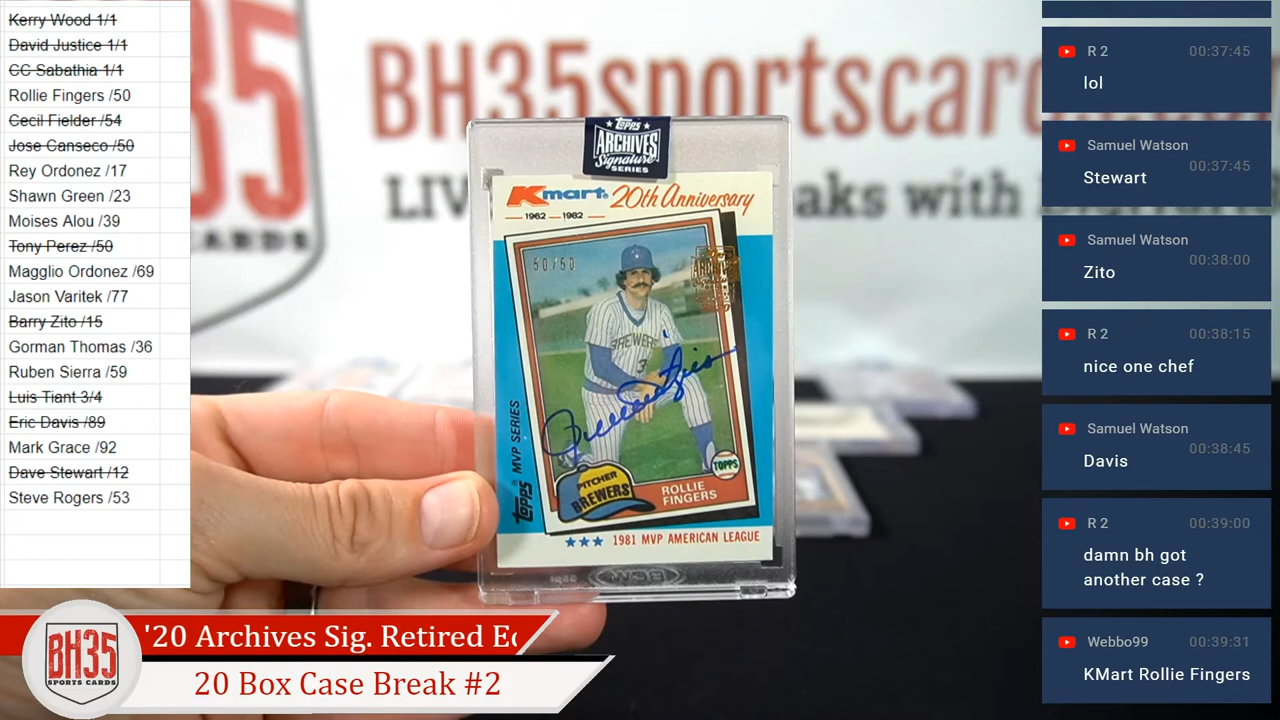 Kerry Wood 1/1
David Justice 1/1
CC Sabathia 1/1
Rollie Fingers /50
Cecil Fielder /54
Jose Canseco /50
Rey Ordonez /17
Shawn Green /23
Moises Alou /39
Tony Perez /50
Magglio Ordonez /69
Jason Varitek /77
Barry Zito /15
Gorman Thomas /36
Ruben Sierra /59
Luis Tiant 3/4
Eric Davis /89
Mark Grace /92
Dave Stewart /12
Steve Rogers /53
35
CARDS
BH35sportscard
LIV
eaks with
Topps
ARCHIVES
Signature
SERIES
Kmart. 20th Anniversary
1962 1982
50/50
BREWERS
3
Topps MVP SERIES
PITCHER
BREWERS
ROLLIE
FINGERS
TOPPS
1981 MVP AMERICAN LEAGUE
R 2 00:37:45
lol
Samuel Watson 00:37:45
Stewart
Samuel Watson 00:38:00
Zito
R 2 00:38:15
nice one chef
Samuel Watson 00:38:45
Davis
R 2 00:39:00
damn bh got
another case ?
Webbo99 00:39:31
KMart Rollie Fingers
BH35
SPORTS CARDS
'20 Archives Sig. Retired Ed
20 Box Case Break #2